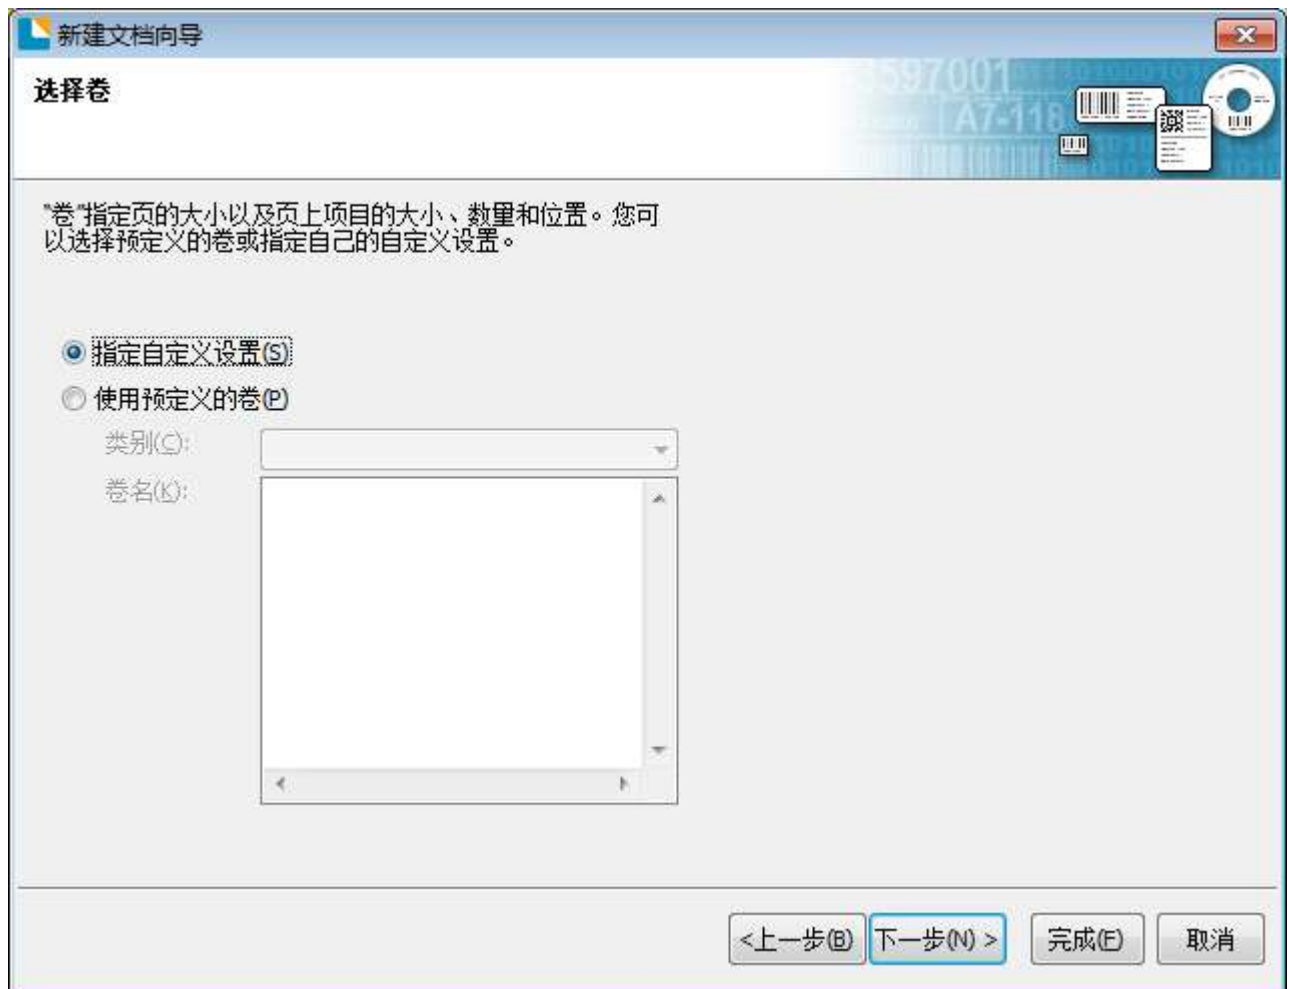 新建文档向导
选择卷
3597001
A7-118
"卷"指定页的大小以及页上项目的大小、数量和位置。您可
以选择预定义的卷或指定自己的自定义设置。
指定自定义设置(S)
使用预定义的卷(P)
类别(C):
卷名(K):
<上一步(B)
下一步(N) >
完成(F)
取消